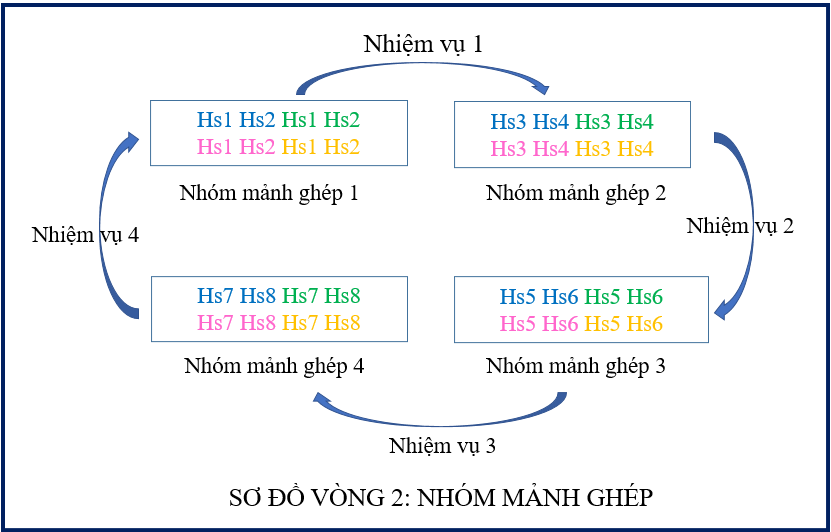 Nhiệm vụ 1
Hs1 Hs2 Hs1 Hs2
Hs1 Hs2 Hs1 Hs2
Nhóm mảnh ghép 1
Hs3 Hs4 Hs3 Hs4
Hs3 Hs4 Hs3 Hs4
Nhóm mảnh ghép 2
Nhiệm vụ 4
Nhiệm vụ 2
Hs7 Hs8 Hs7 Hs8
Hs7 Hs8 Hs7 Hs8
Nhóm mảnh ghép 4
Hs5 Hs6 Hs5 Hs6
Hs5 Hs6 Hs5 Hs6
Nhóm mảnh ghép 3
Nhiệm vụ 3
SƠ ĐỒ VÒNG 2: NHÓM MẢNH GHÉP